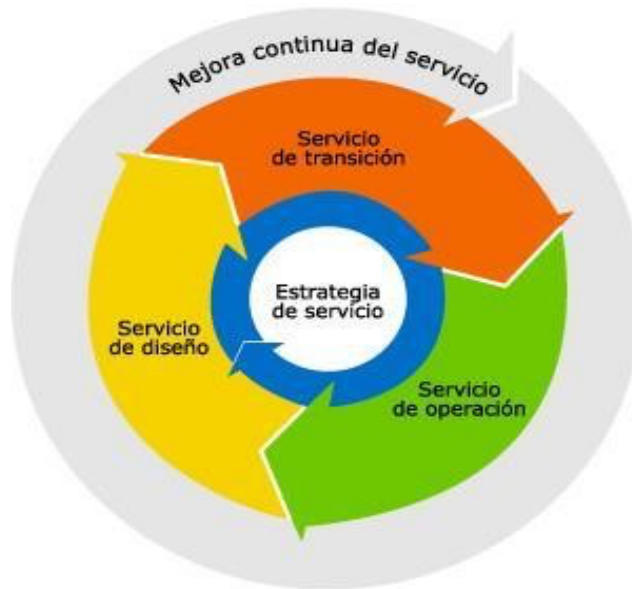 Mejora continua del servicio
Servicio
de transición
Estrategia
de servicio
Servicio
de diseño
Servicio
de operación